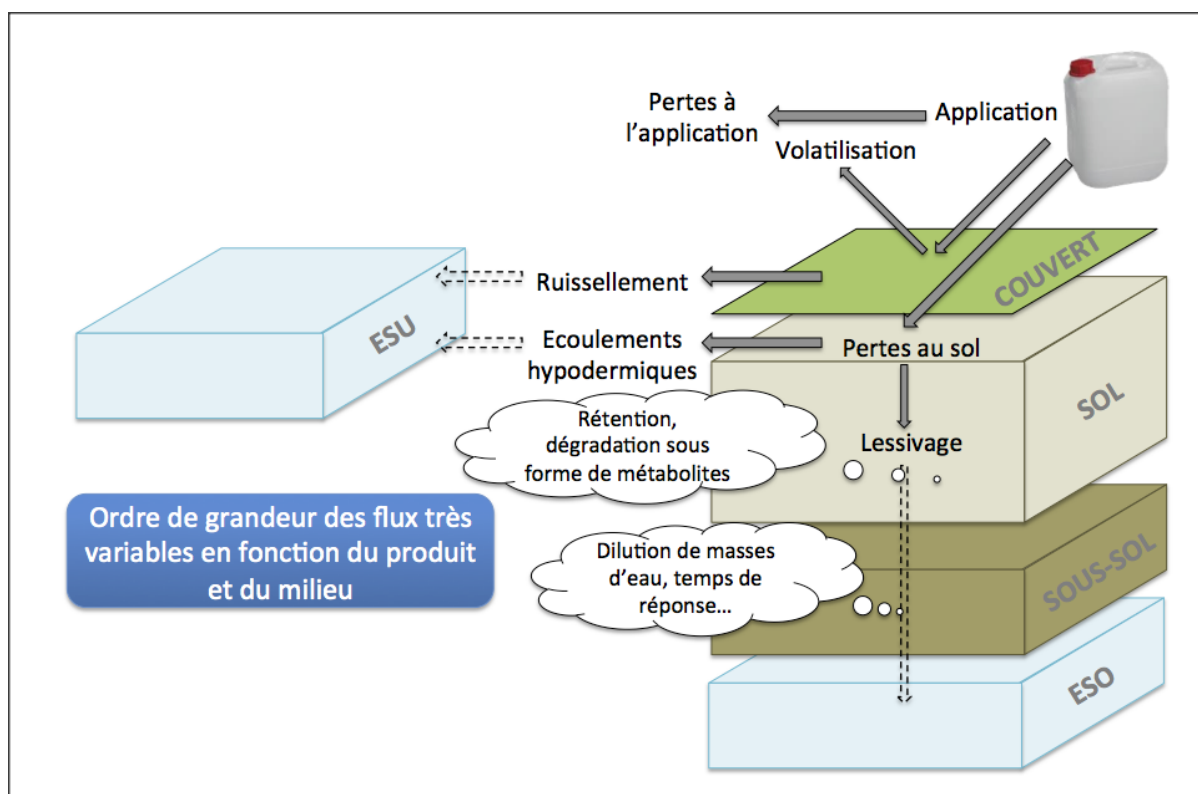 Pertes à
l'application
Application
Volatilisation
COUVERT
Ruissellement
ESU
Ecoulements
hypodermiques
Pertes au sol
SOL
Rétention,
dégradation sous
forme de métabolites
Lessivage
Ordre de grandeur des flux très
variables en fonction du produit
et du milieu
Dilution de masses
d'eau, temps de
réponse...
SOUS-SOL
ESO